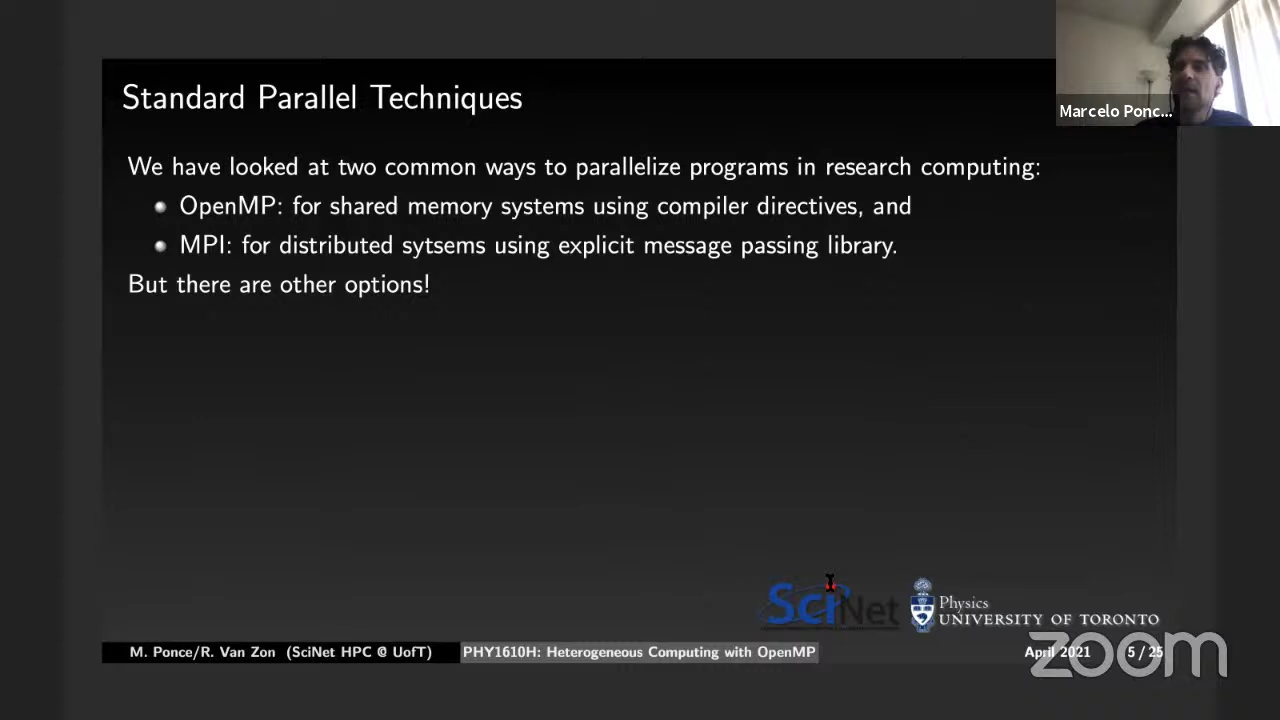 Standard Parallel Techniques
Marcelo Ponc...
We have looked at two common ways to parallelize programs in research computing:
OpenMP: for shared memory systems using compiler directives, and
MPI: for distributed sytsems using explicit message passing library.
But there are other options!
SciNet
Physics
UNIVERSITY OF TORONTO
M. Ponce/R. Van Zon (SciNet HPC @ UofT) PHY1610H: Heterogeneous Computing with OpenMP April 2021 5 / 25
zoom